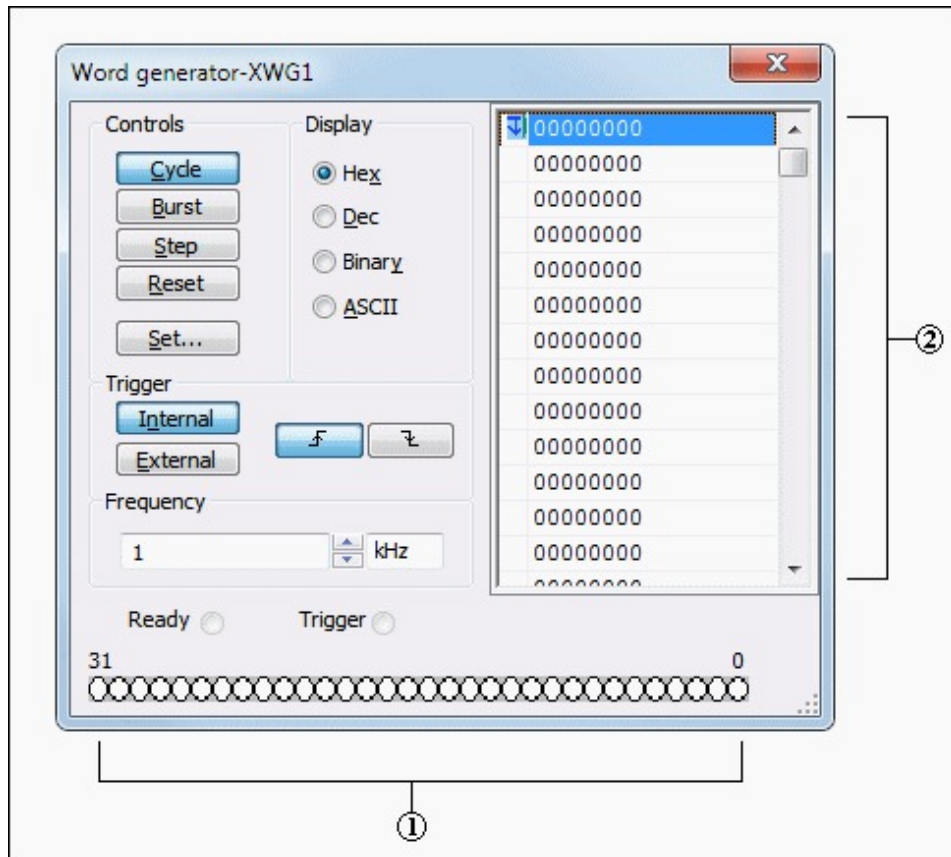 Word generator-XWG1
Controls
Cycle
Burst
Step
Reset
Set...
Display
Hex
Dec
Binary
ASCII
Trigger
Internal
External
Frequency
1 kHz
Ready Trigger
31 0
00000000
00000000
00000000
00000000
00000000
00000000
00000000
00000000
00000000
00000000
00000000
00000000
00000000
00000000
2
1